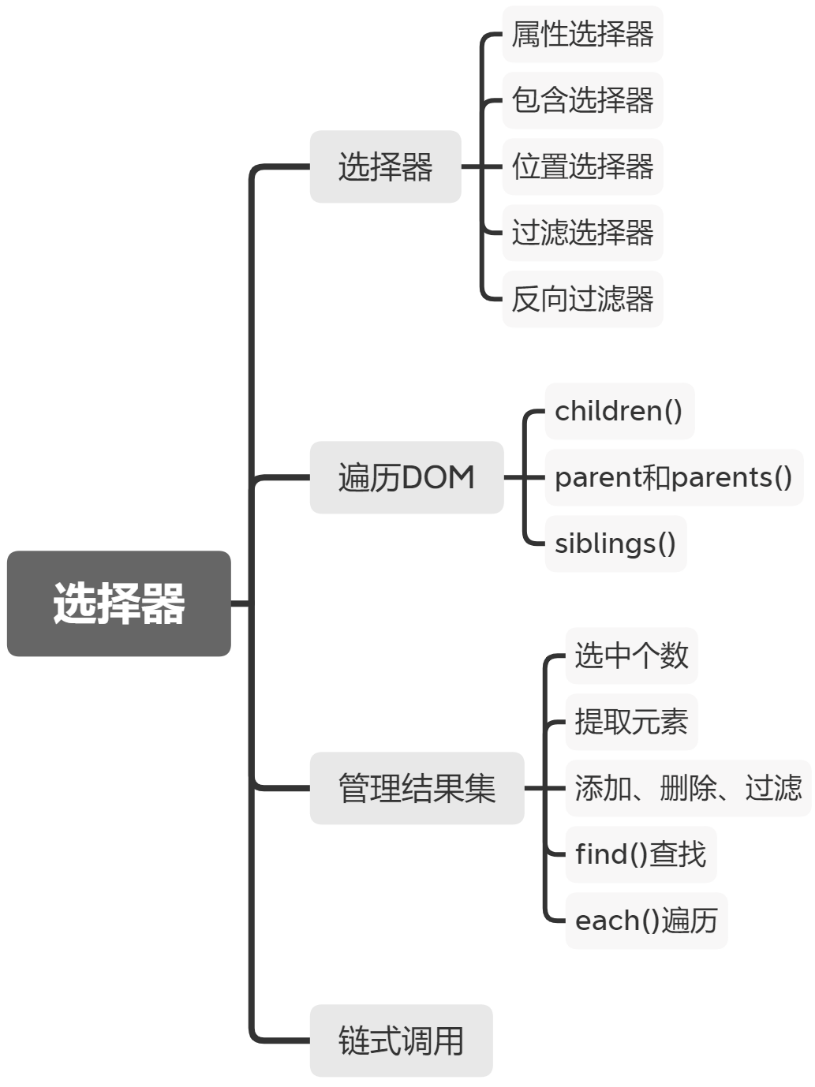 选择器
选择器
属性选择器
包含选择器
位置选择器
过滤选择器
反向过滤器
遍历DOM
children()
parent和parents()
siblings()
管理结果集
选中个数
提取元素
添加、删除、过滤
find()查找
each()遍历
链式调用